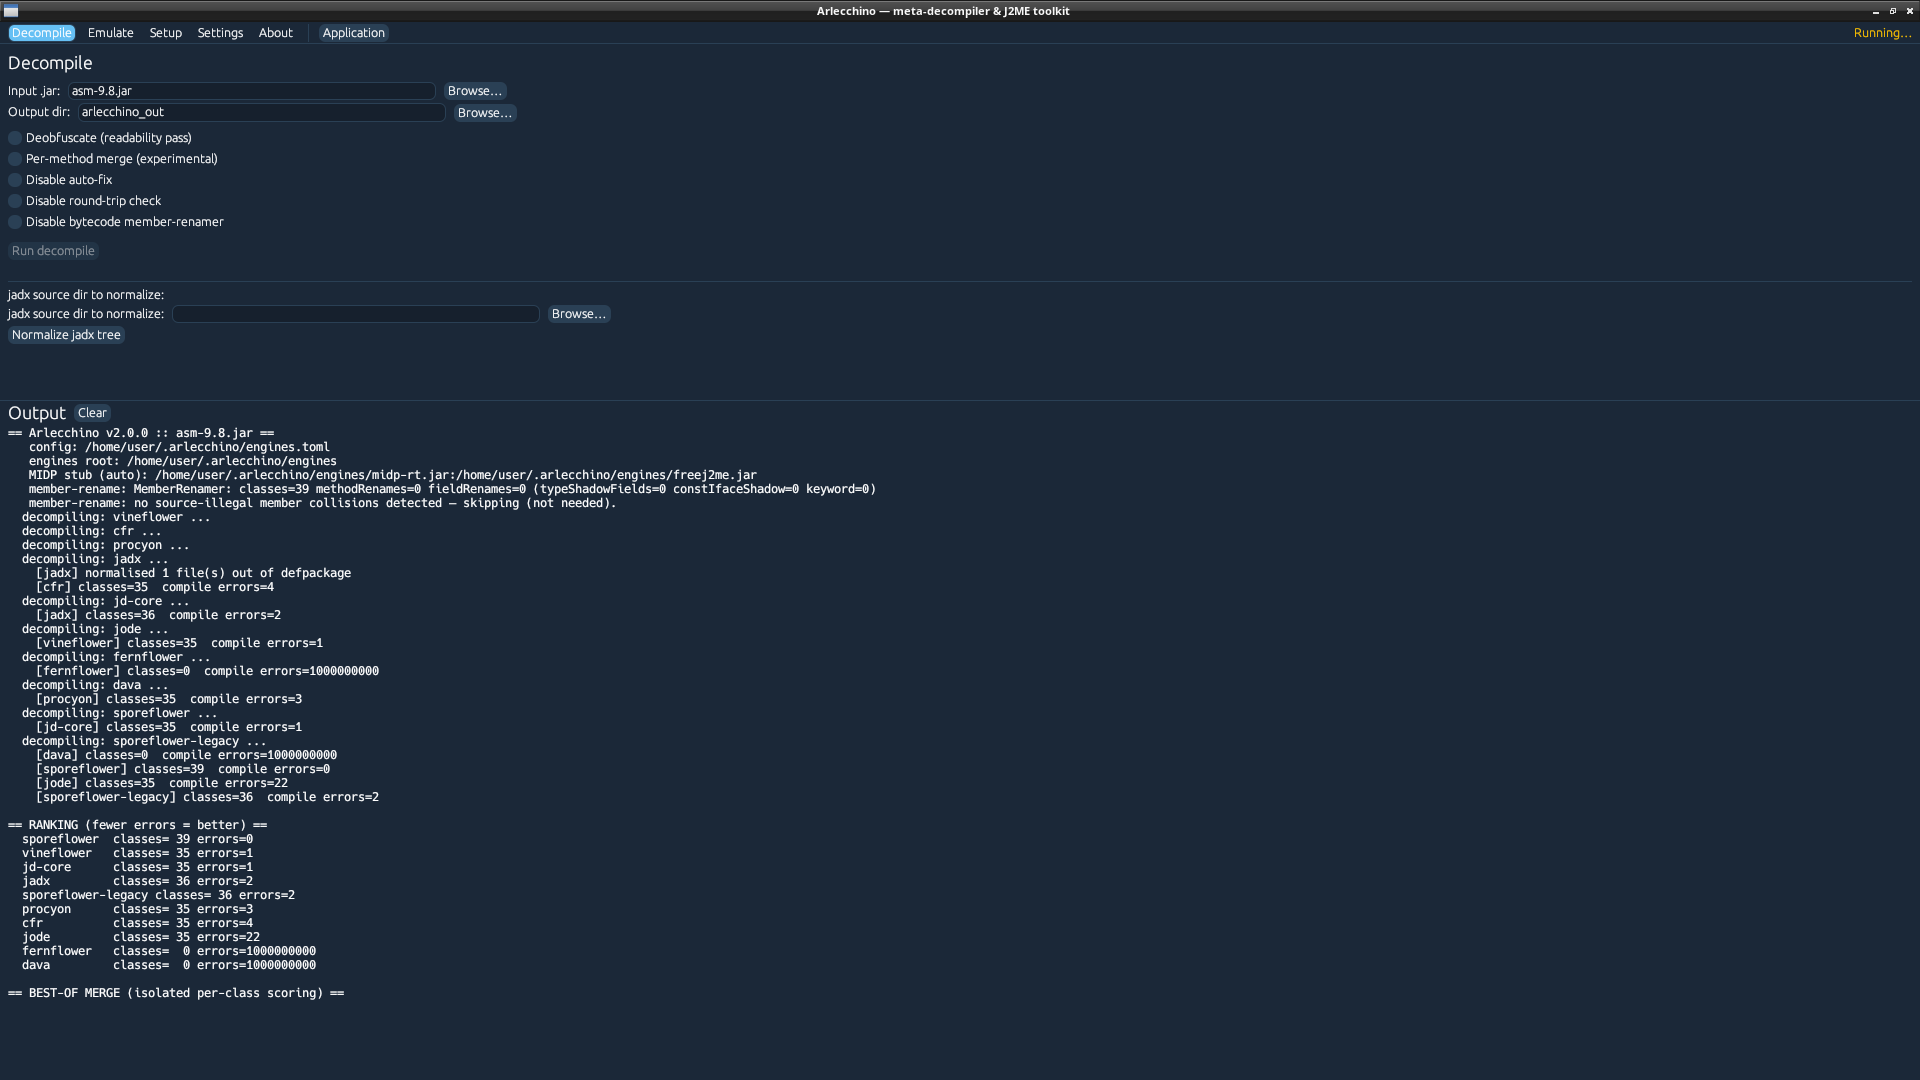 Arlecchino — meta-decompiler & J2ME toolkit
Decompile Emulate Setup Settings About Application Running...
Decompile
Input .jar: asm-9.8.jar Browse...
Output dir: arlecchino_out Browse...
Deobfuscate (readability pass)
Per-method merge (experimental)
Disable auto-fix
Disable round-trip check
Disable bytecode member-renamer
Run decompile
jadx source dir to normalize:
jadx source dir to normalize: Browse...
Normalize jadx tree
Output Clear
== Arlecchino v2.0.0 :: asm-9.8.jar ==
config: /home/user/.arlecchino/engines.toml
engines root: /home/user/.arlecchino/engines
MIDP stub (auto): /home/user/.arlecchino/engines/midp-rt.jar:/home/user/.arlecchino/engines/freej2me.jar
member-rename: MemberRenamer: classes=39 methodRenames=0 fieldRenames=0 (typeShadowFields=0 constIfaceShadow=0 keyword=0)
member-rename: no source-illegal member collisions detected — skipping (not needed).
decompiling: vineflower ...
decompiling: cfr ...
decompiling: procyon ...
decompiling: jadx ...
[jadx] normalised 1 file(s) out of defpackage
[cfr] classes=35 compile errors=4
decompiling: jd-core ...
[jadx] classes=36 compile errors=2
decompiling: jode ...
[vineflower] classes=35 compile errors=1
decompiling: fernflower ...
[fernflower] classes=0 compile errors=1000000000
decompiling: dava ...
[procyon] classes=35 compile errors=3
decompiling: sporeflower ...
[jd-core] classes=35 compile errors=1
decompiling: sporeflower-legacy ...
[dava] classes=0 compile errors=1000000000
[sporeflower] classes=39 compile errors=0
[jode] classes=35 compile errors=22
[sporeflower-legacy] classes=36 compile errors=2
== RANKING (fewer errors = better) ==
sporeflower classes= 39 errors=0
vineflower classes= 35 errors=1
jd-core classes= 35 errors=1
jadx classes= 36 errors=2
sporeflower-legacy classes= 36 errors=2
procyon classes= 35 errors=3
cfr classes= 35 errors=4
jode classes= 35 errors=22
fernflower classes= 0 errors=1000000000
dava classes= 0 errors=1000000000
== BEST-OF MERGE (isolated per-class scoring) ==